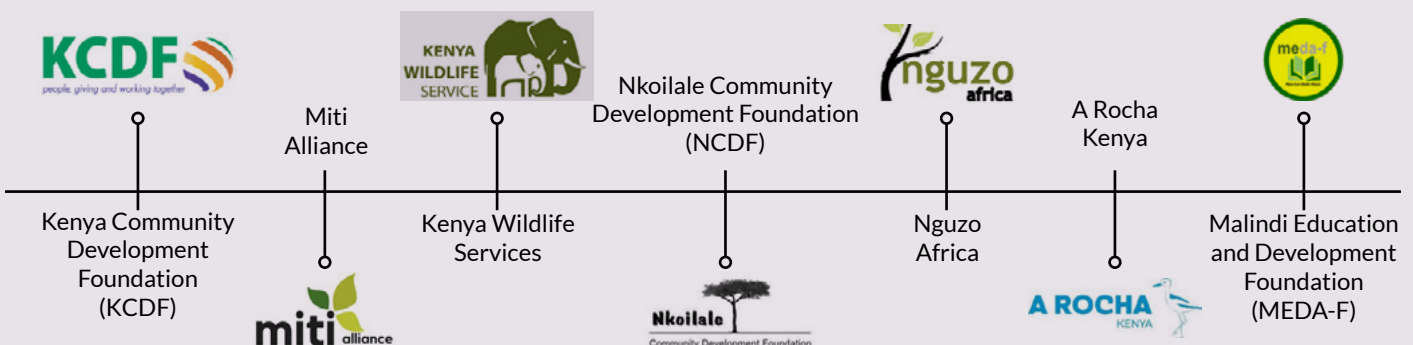 KCDF
people, giving and working together
Kenya Community
Development
Foundation
(KCDF)
Miti
Alliance
miti alliance
KENYA
WILDLIFE
SERVICE
Kenya Wildlife
Services
Nkoilale Community
Development Foundation
(NCDF)
Nkoilale
Community Development Foundation
nguzo
africa
Nguzo
Africa
A Rocha
Kenya
A ROCHA
KENYA
meda-f
Malindi Education
and Development
Foundation
(MEDA-F)